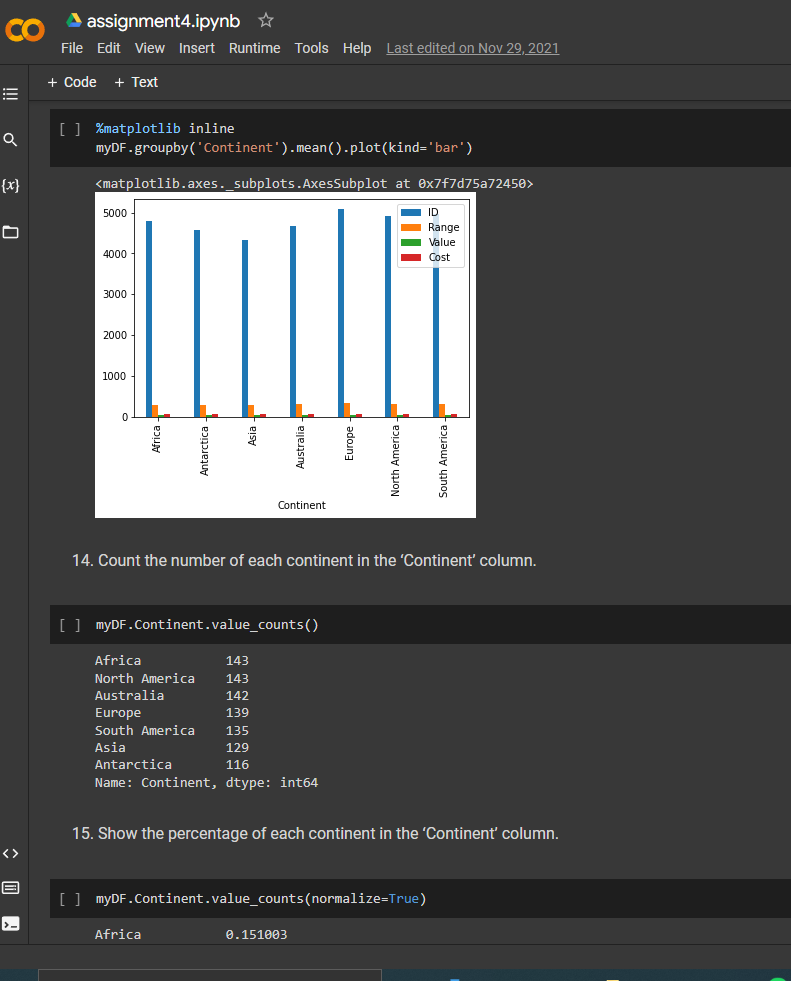 assignment4.ipynb
File Edit View Insert Runtime Tools Help Last edited on Nov 29, 2021
+ Code + Text
[ ] %matplotlib inline
myDF.groupby('Continent').mean().plot(kind='bar')
{x}
<matplotlib.axes._subplots.AxesSubplot at 0x7f7d75a72450>
ID
Range
Value
Cost
5000
4000
3000
2000
1000
0
Africa
Antarctica
Asia
Australia
Europe
North America
South America
Continent
14. Count the number of each continent in the ‘Continent’ column.
[ ] myDF.Continent.value_counts()
Africa 143
North America 143
Australia 142
Europe 139
South America 135
Asia 129
Antarctica 116
Name: Continent, dtype: int64
15. Show the percentage of each continent in the ‘Continent’ column.
[ ] myDF.Continent.value_counts(normalize=True)
Africa 0.151003